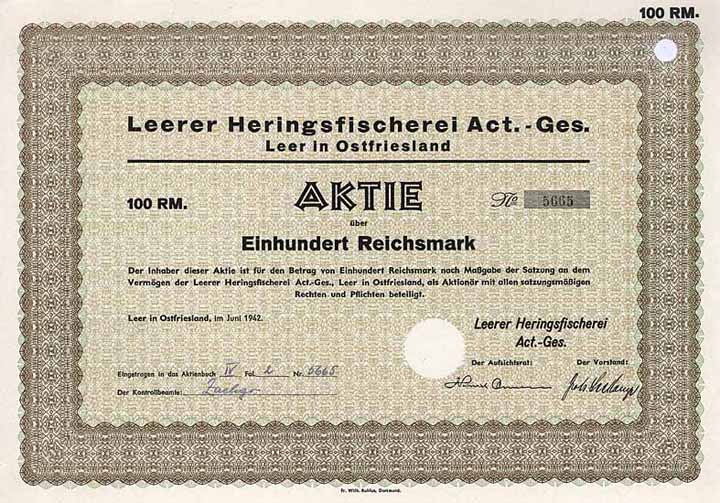 100 RM.
Leerer Heringsfischerei Act.-Ges.
Leer in Ostfriesland
100 RM.
AKTIE
No 5665
über
Einhundert Reichsmark
Der Inhaber dieser Aktie ist für den Betrag von Einhundert Reichsmark nach Maßgabe der Satzung an dem
Vermögen der Leerer Heringsfischerei Act.-Ges., Leer in Ostfriesland, als Aktionär mit allen satzungsmäßigen
Rechten und Pflichten beteiligt.
Leer in Ostfriesland, im Juni 1942.
Leerer Heringsfischerei
Act.-Ges.
Der Aufsichtsrat:
Der Vorstand:
Eingetragen in das Aktienbuch IV Fol. 2 Nr. 5665
Der Kontrollbeamte:
Fr. Wilh. Ruhfus, Dortmund.